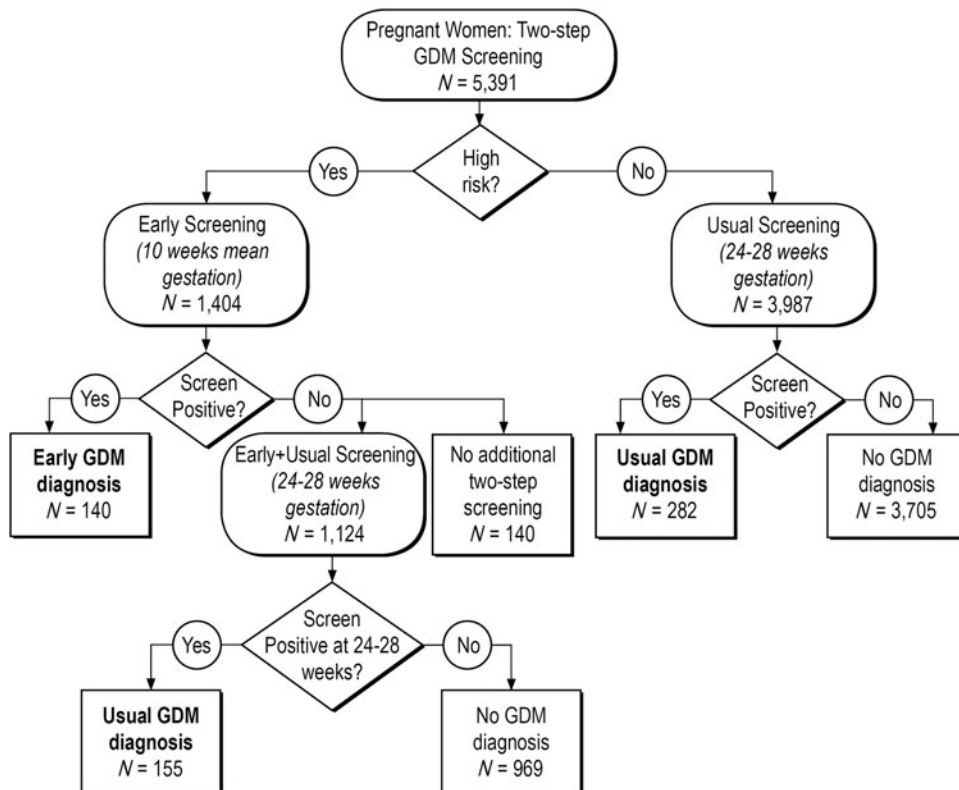 Pregnant Women: Two-step
GDM Screening
N = 5,391
High
risk?
Yes
No
Early Screening
(10 weeks mean
gestation)
N = 1,404
Usual Screening
(24-28 weeks
gestation)
N = 3,987
Screen
Positive?
Yes
No
Screen
Positive?
Yes
No
Early GDM
diagnosis
N = 140
Early+Usual Screening
(24-28 weeks
gestation)
N = 1,124
No additional
two-step
screening
N = 140
Usual GDM
diagnosis
N = 282
No GDM
diagnosis
N = 3,705
Screen
Positive at 24-28
weeks?
Yes
No
Usual GDM
diagnosis
N = 155
No GDM
diagnosis
N = 969